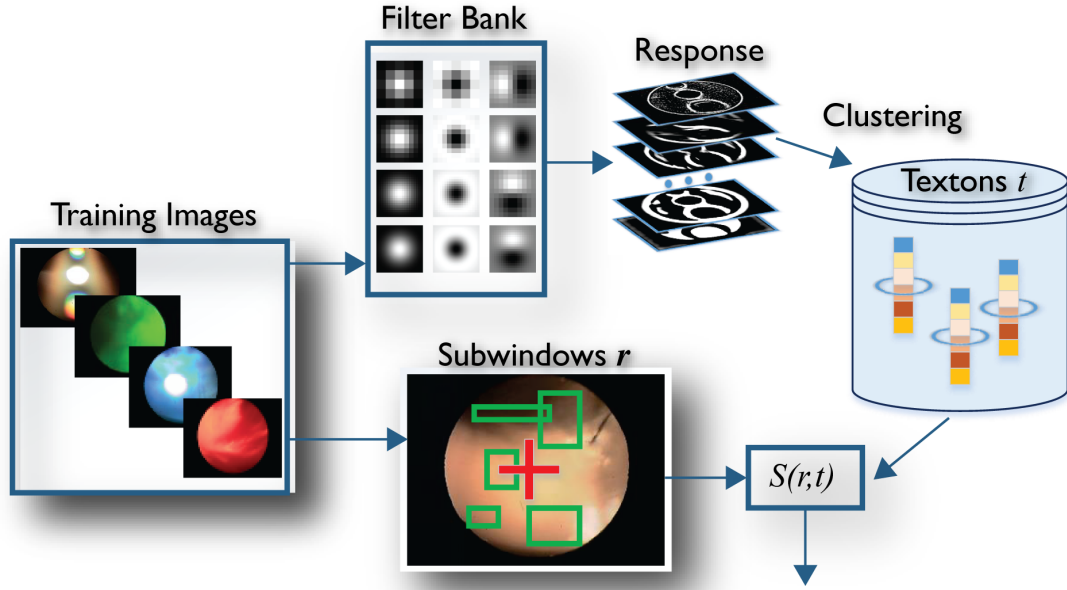 Filter Bank
Response
Clustering
Textons t
Training Images
Subwindows r
S(r,t)